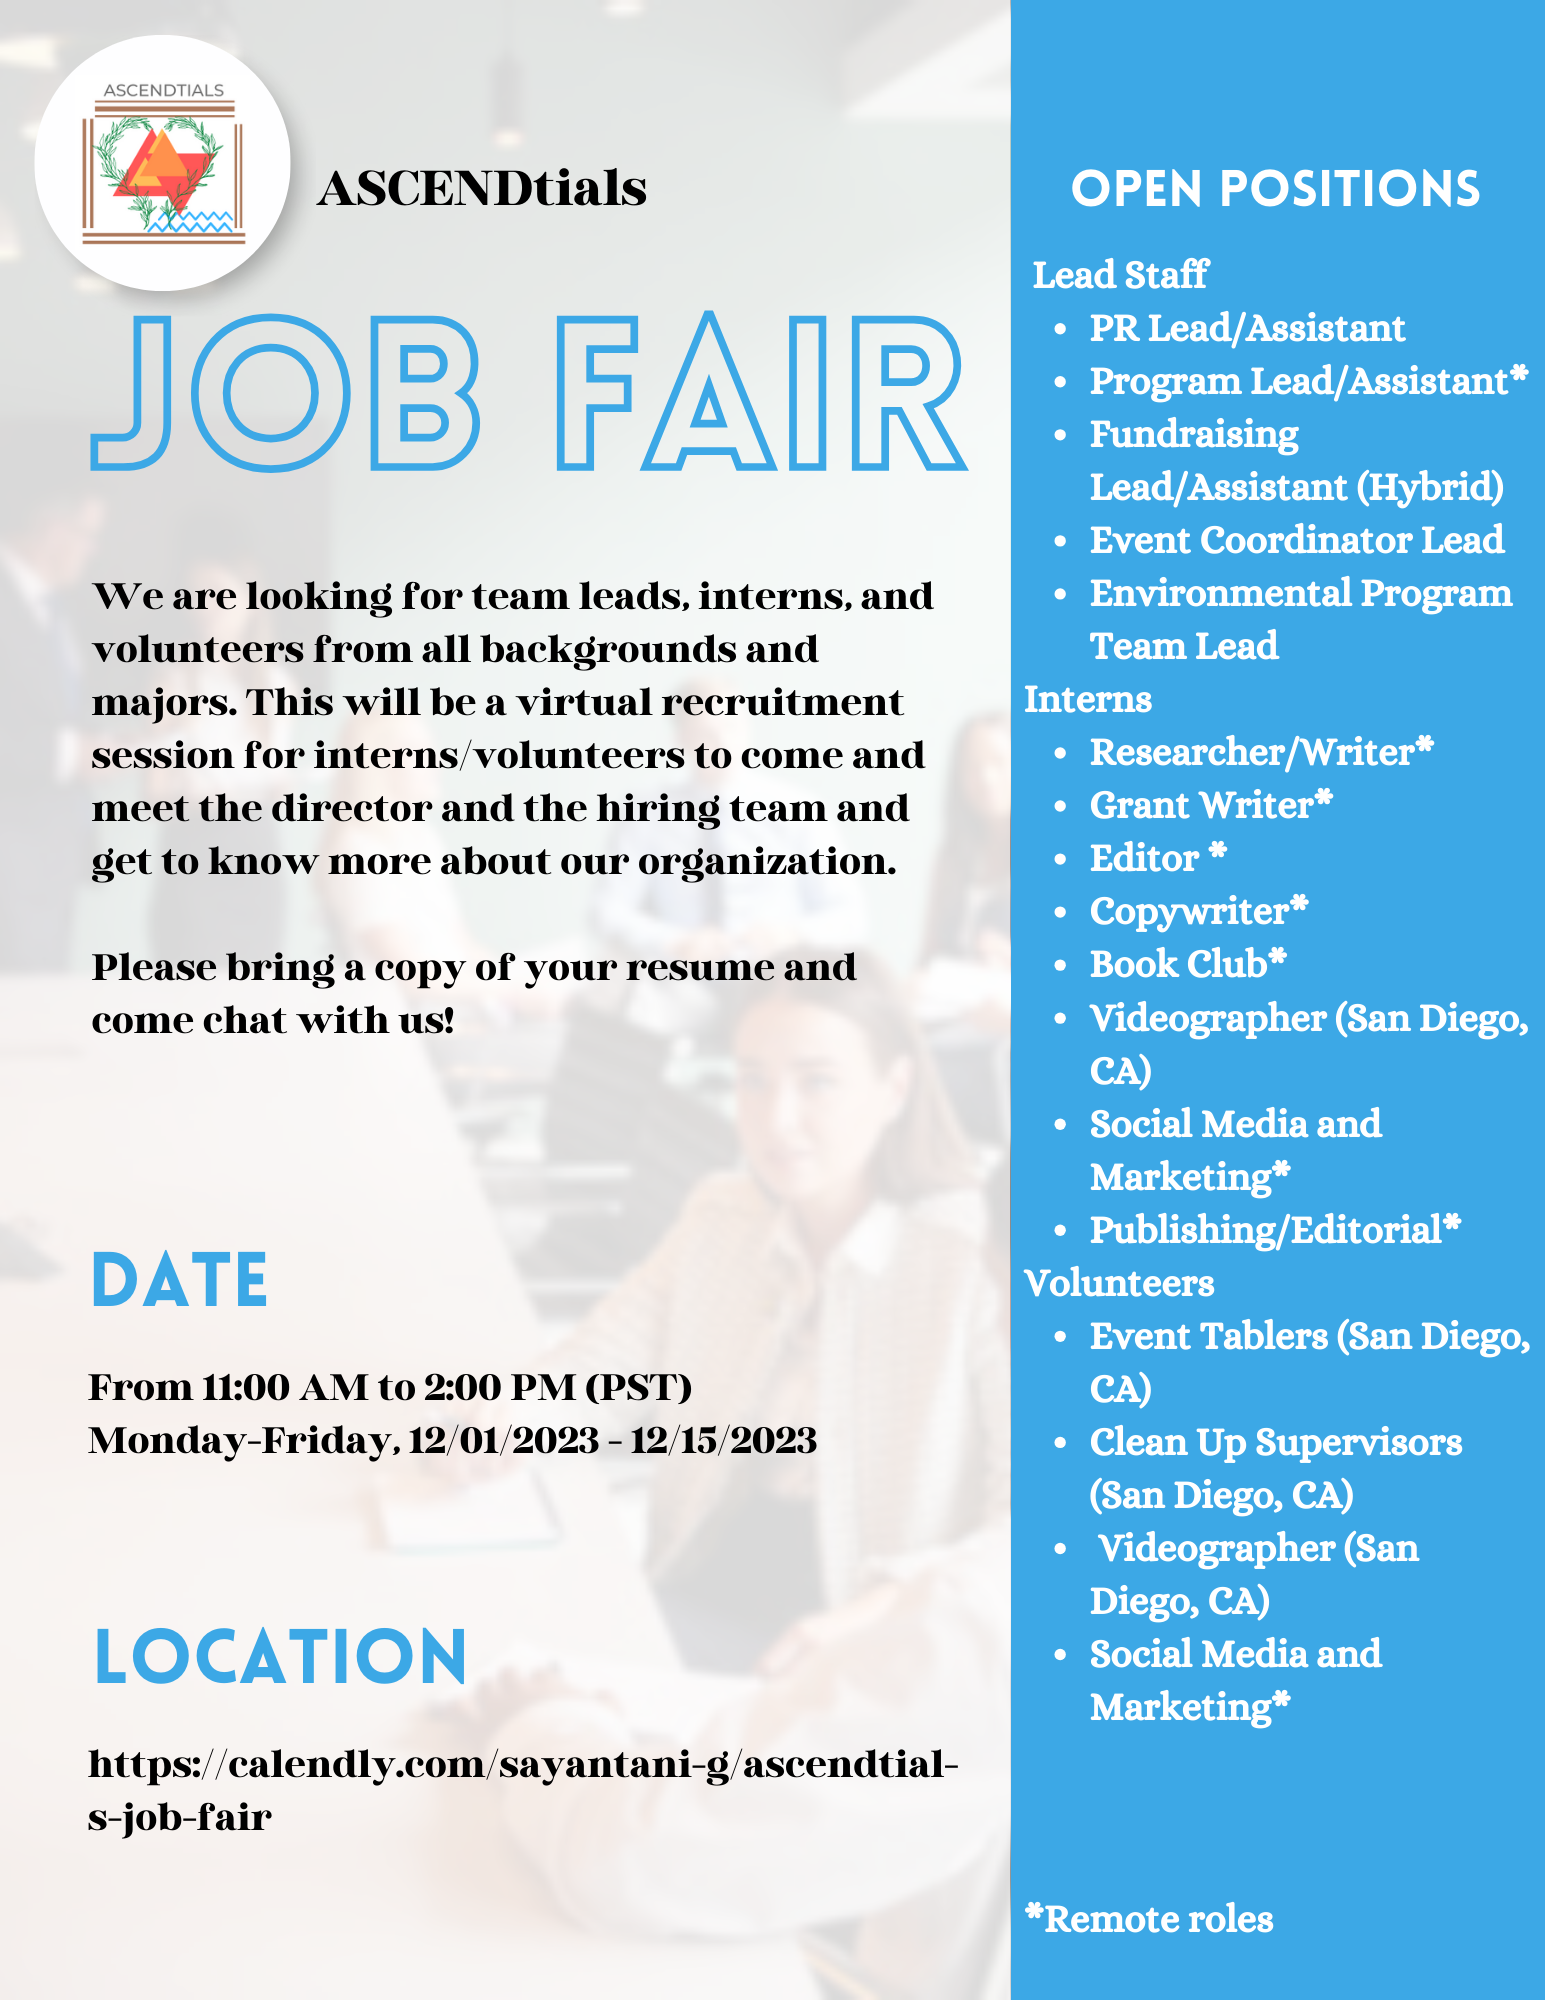 ASCENDTIALS
ASCENDtials
JOB FAIR
We are looking for team leads, interns, and
volunteers from all backgrounds and
majors. This will be a virtual recruitment
session for interns/volunteers to come and
meet the director and the hiring team and
get to know more about our organization.
Please bring a copy of your resume and
come chat with us!
DATE
From 11:00 AM to 2:00 PM (PST)
Monday-Friday, 12/01/2023 - 12/15/2023
LOCATION
https://calendly.com/sayantani-g/ascendtial-
s-job-fair
OPEN POSITIONS
Lead Staff
• PR Lead/Assistant
• Program Lead/Assistant*
• Fundraising
Lead/Assistant (Hybrid)
• Event Coordinator Lead
• Environmental Program
Team Lead
Interns
• Researcher/Writer*
• Grant Writer*
• Editor *
• Copywriter*
• Book Club*
• Videographer (San Diego,
CA)
• Social Media and
Marketing*
• Publishing/Editorial*
Volunteers
• Event Tablers (San Diego,
CA)
• Clean Up Supervisors
(San Diego, CA)
• Videographer (San
Diego, CA)
• Social Media and
Marketing*
*Remote roles